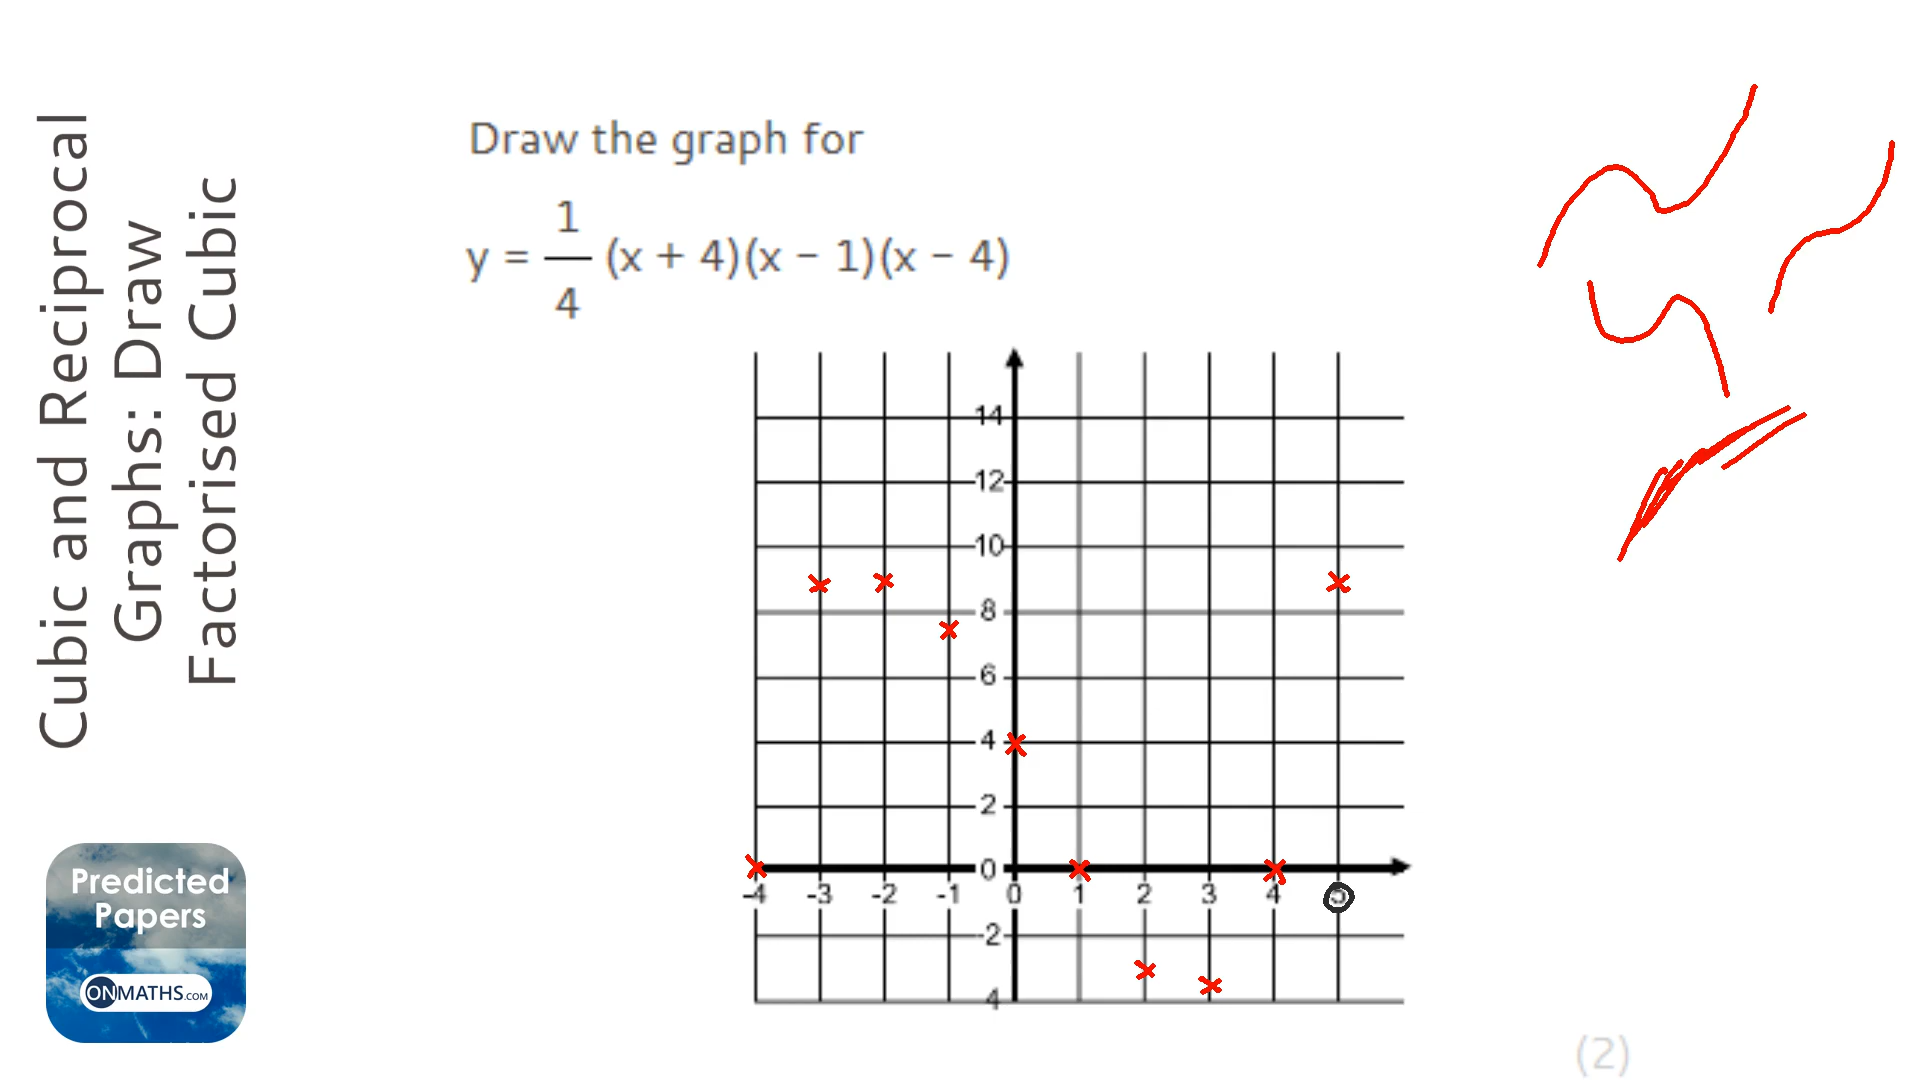 Cubic and Reciprocal
Graphs: Draw
Factorised Cubic
Draw the graph for
y = 1/4 (x + 4)(x − 1)(x − 4)
14
12
10
8
6
4
2
0
-4 -3 -2 -1 0 1 2 3 4 5
-2
4
Predicted
Papers
ONMATHS.COM
(2)